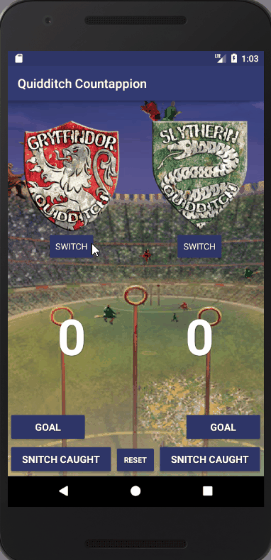 LTE 1:03
Quidditch Countappion
GRYFFINDOR SLYTHERIN
QUIDDITCH QUIDDITCH
SWITCH SWITCH
0 0
GOAL GOAL
SNITCH CAUGHT RESET SNITCH CAUGHT